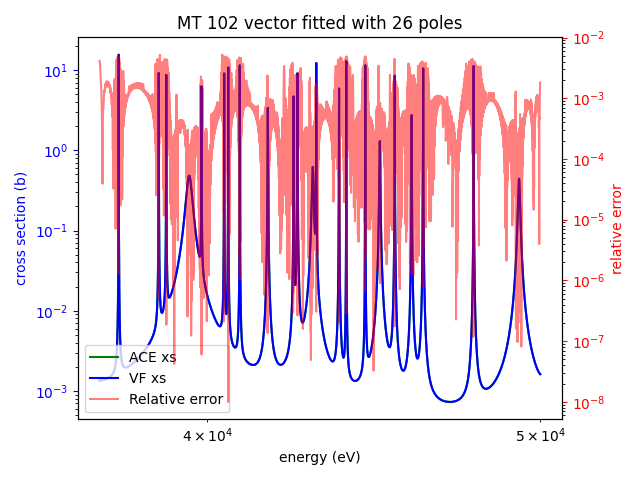 MT 102 vector fitted with 26 poles
cross section (b)
10¹
10⁰
10⁻¹
10⁻²
10⁻³
10⁻²
10⁻³
10⁻⁴
10⁻⁵
10⁻⁶
10⁻⁷
10⁻⁸
relative error
ACE xs
VF xs
Relative error
4 × 10⁴
5 × 10⁴
energy (eV)